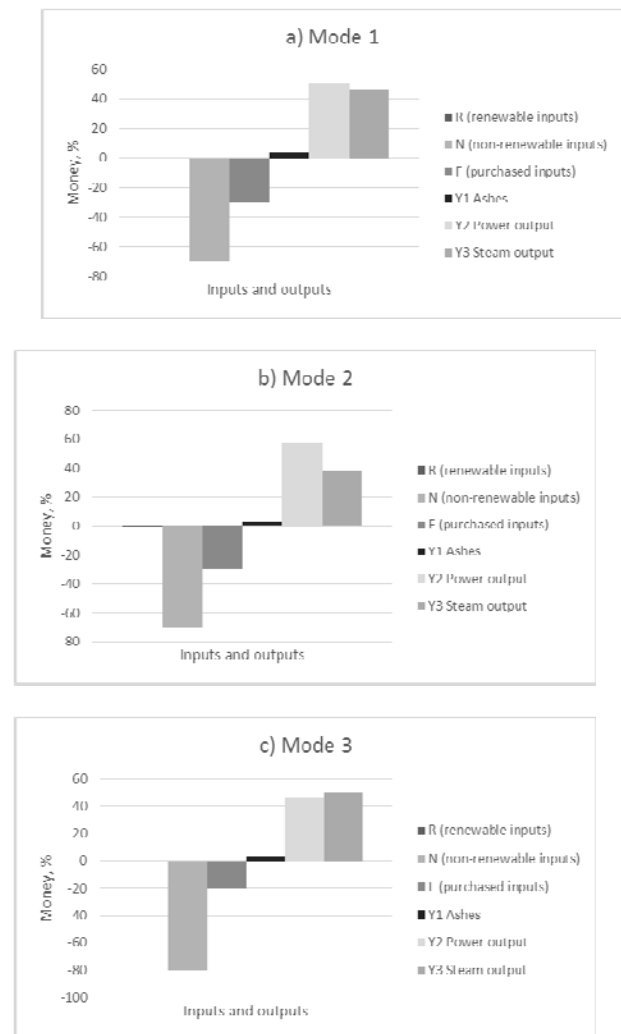 a) Mode 1
60
40
20
0
-20
-40
-60
-80
Money, %
Inputs and outputs
R (renewable inputs)
N (non-renewable inputs)
F (purchased inputs)
Y1 Ashes
Y2 Power output
Y3 Steam output
b) Mode 2
80
60
40
20
0
-20
-40
-60
80
Money, %
Inputs and outputs
R (renewable inputs)
N (non-renewable inputs)
F (purchased inputs)
Y1 Ashes
Y2 Power output
Y3 Steam output
c) Mode 3
60
40
20
0
-20
40
-60
-80
-100
Money, %
Inputs and outputs
R (renewable inputs)
N (non-renewable inputs)
F (purchased inputs)
Y1 Ashes
Y2 Power output
Y3 Steam output